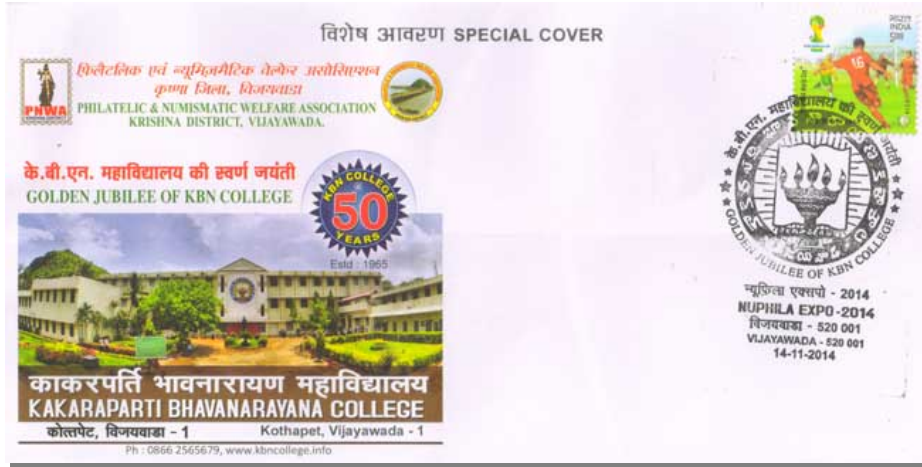 विशेष आवरण SPECIAL COVER
भारत
INDIA
फ़िलैटलिक एवं न्यूमिज़मैटिक वेल्फेर असोसिएशन
कृष्णा जिला, विजयवाडा
PNWA
PHILATELIC & NUMISMATIC WELFARE ASSOCIATION
KRISHNA DISTRICT, VIJAYAWADA.
के.बी.एन. महाविद्यालय की स्वर्ण जयंती
GOLDEN JUBILEE OF KBN COLLEGE
KBN COLLEGE
50
YEARS
Estd : 1965
काकरपर्ति भावनारायण महाविद्यालय
KAKARAPARTI BHAVANARAYANA COLLEGE
कोत्तपेट, विजयवाडा - 1
Kothapet, Vijayawada - 1
Ph : 0866 2565679, www.kbncollege.info
16
के.बी.एन. महाविद्यालय की स्वर्ण जयंती
GOLDEN JUBILEE OF KBN COLLEGE
न्यूफ़िला एक्सपो - 2014
NUPHILA EXPO-2014
विजयवाडा - 520 001
VIJAYAWADA - 520 001
14-11-2014